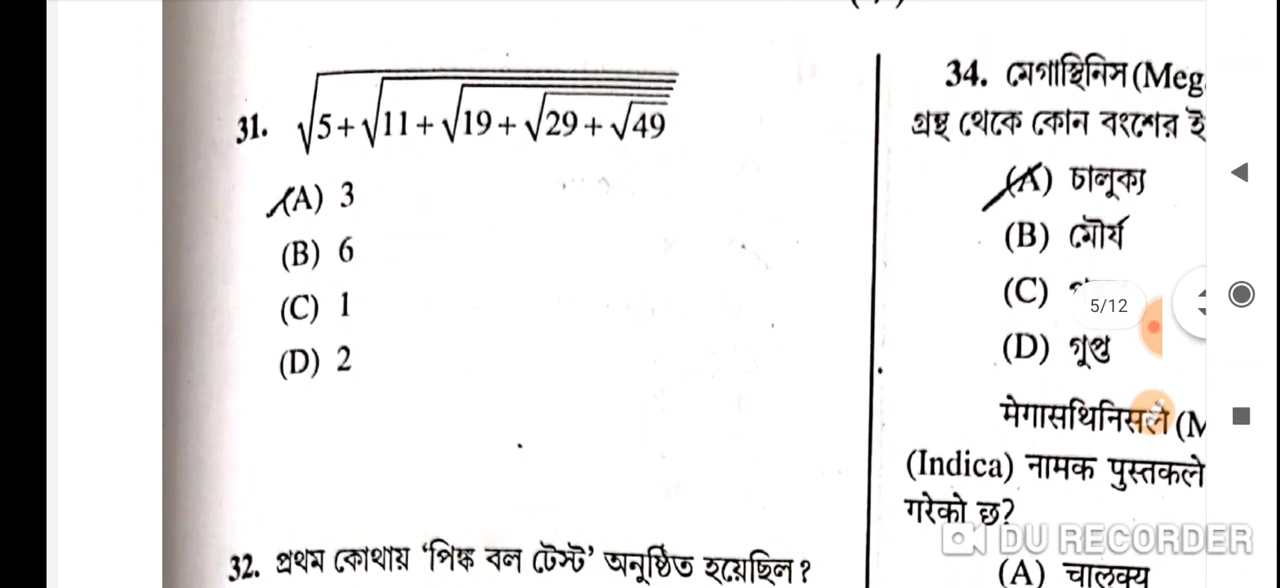 31. √5+√11+√19+√29+√49
(A) 3
(B) 6
(C) 1
(D) 2
32. প্রথম কোথায় ‘পিঙ্ক বল টেস্ট’ অনুষ্ঠিত হয়েছিল?
34. মেগাস্থিনিস (Meg
গ্রন্থ থেকে কোন বংশের ই
(A) চালুক্য
(B) মৌর্য
(C)
(D) গুপ্ত
मेगासथिनिसले (M
(Indica) नामक पुस्तकले
गरेको छ?
(A) चालक्य
5/12
DU RECORDER